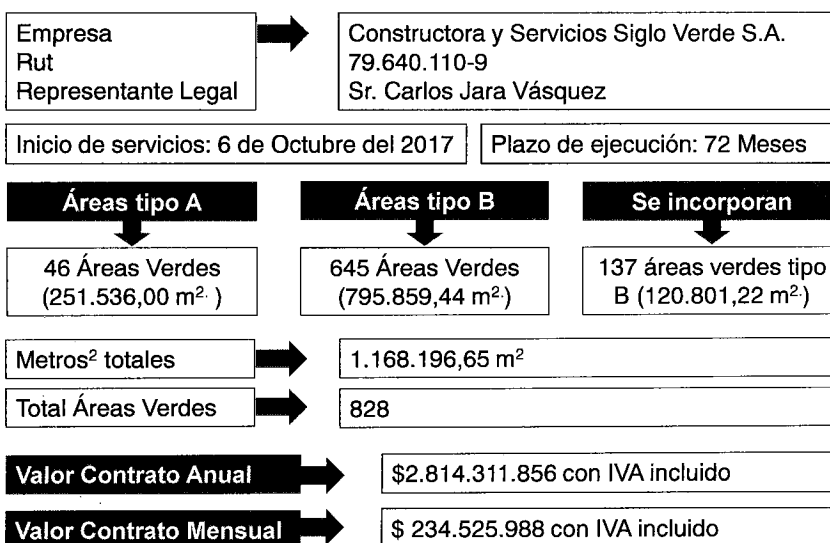 Empresa
Rut
Representante Legal
Constructora y Servicios Siglo Verde S.A.
79.640.110-9
Sr. Carlos Jara Vásquez
Inicio de servicios: 6 de Octubre del 2017
Plazo de ejecución: 72 Meses
Áreas tipo A
Áreas tipo B
Se incorporan
46 Áreas Verdes
(251.536,00 m². )
645 Áreas Verdes
(795.859,44 m².)
137 áreas verdes tipo
B (120.801,22 m².)
Metros² totales
1.168.196,65 m²
Total Áreas Verdes
828
Valor Contrato Anual
$2.814.311.856 con IVA incluido
Valor Contrato Mensual
$ 234.525.988 con IVA incluido